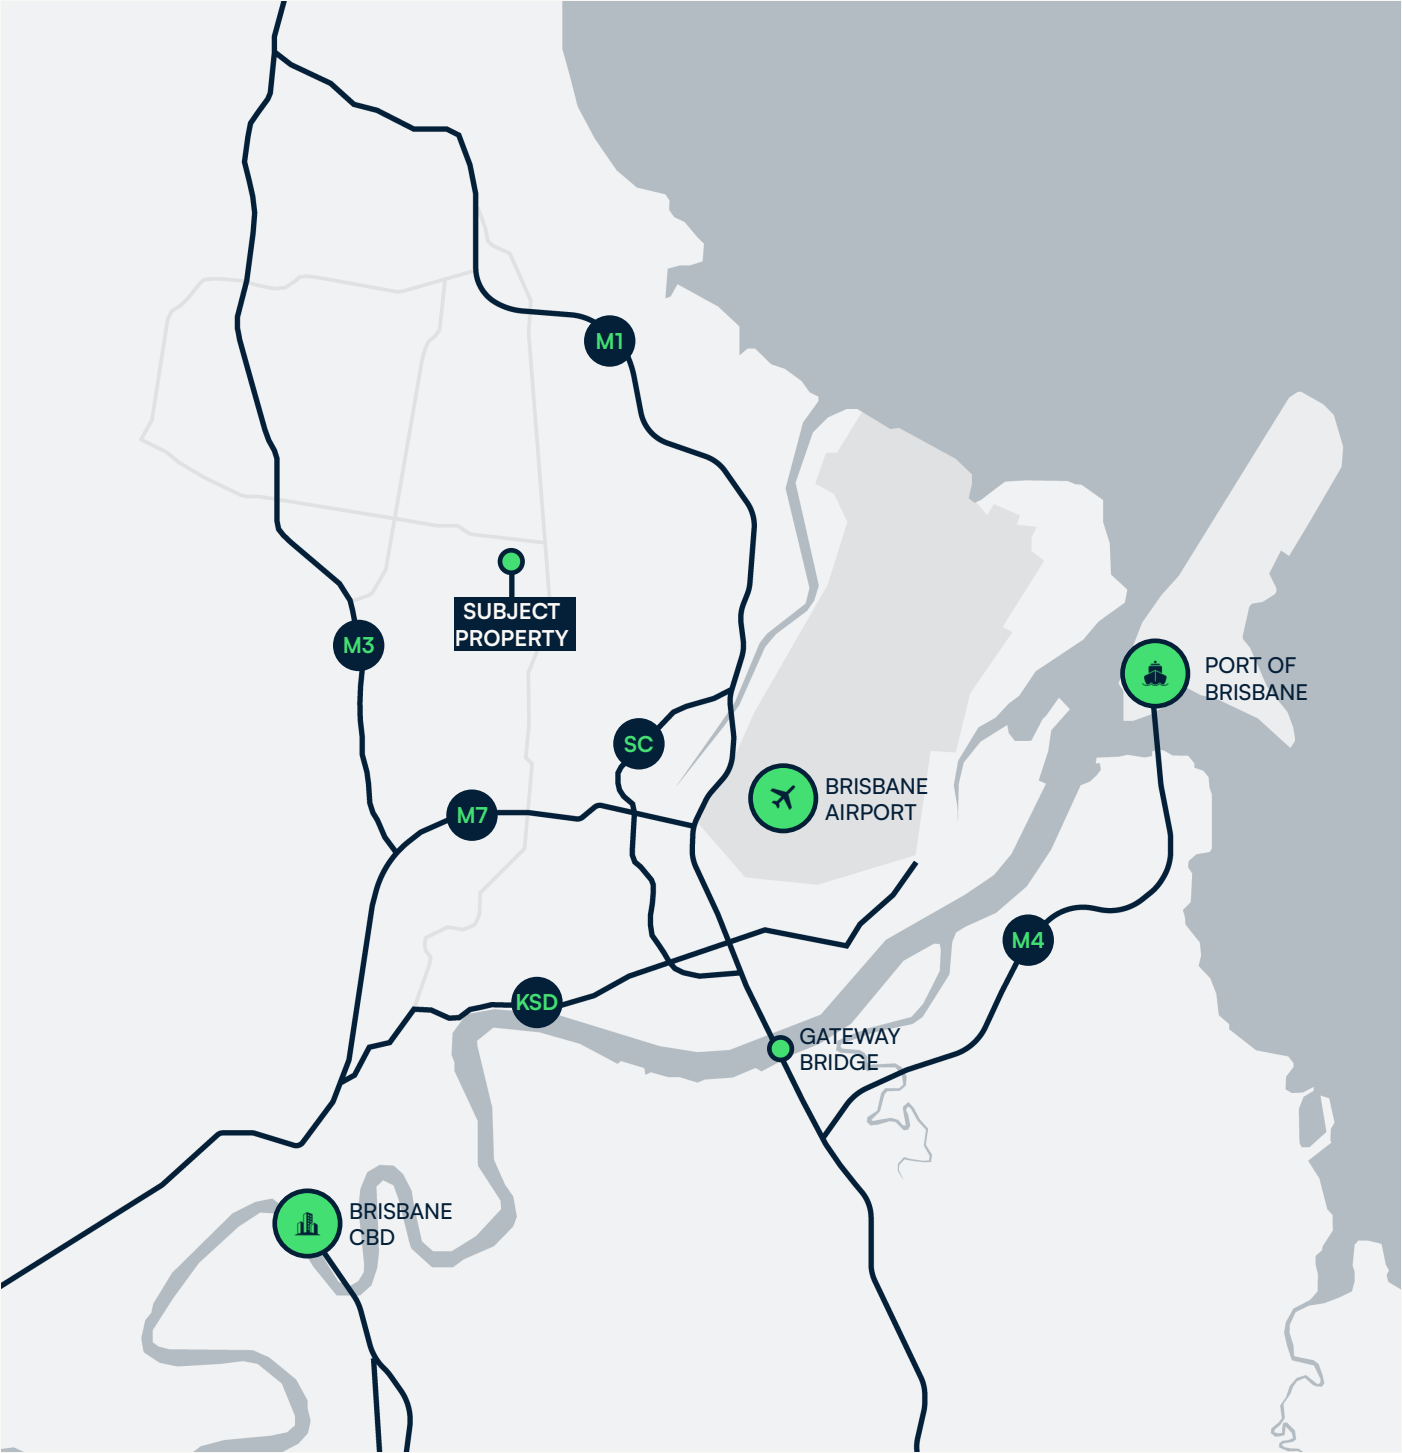 M1
SUBJECT
PROPERTY
M3
PORT OF
BRISBANE
SC
BRISBANE
AIRPORT
M7
M4
KSD
GATEWAY
BRIDGE
BRISBANE
CBD